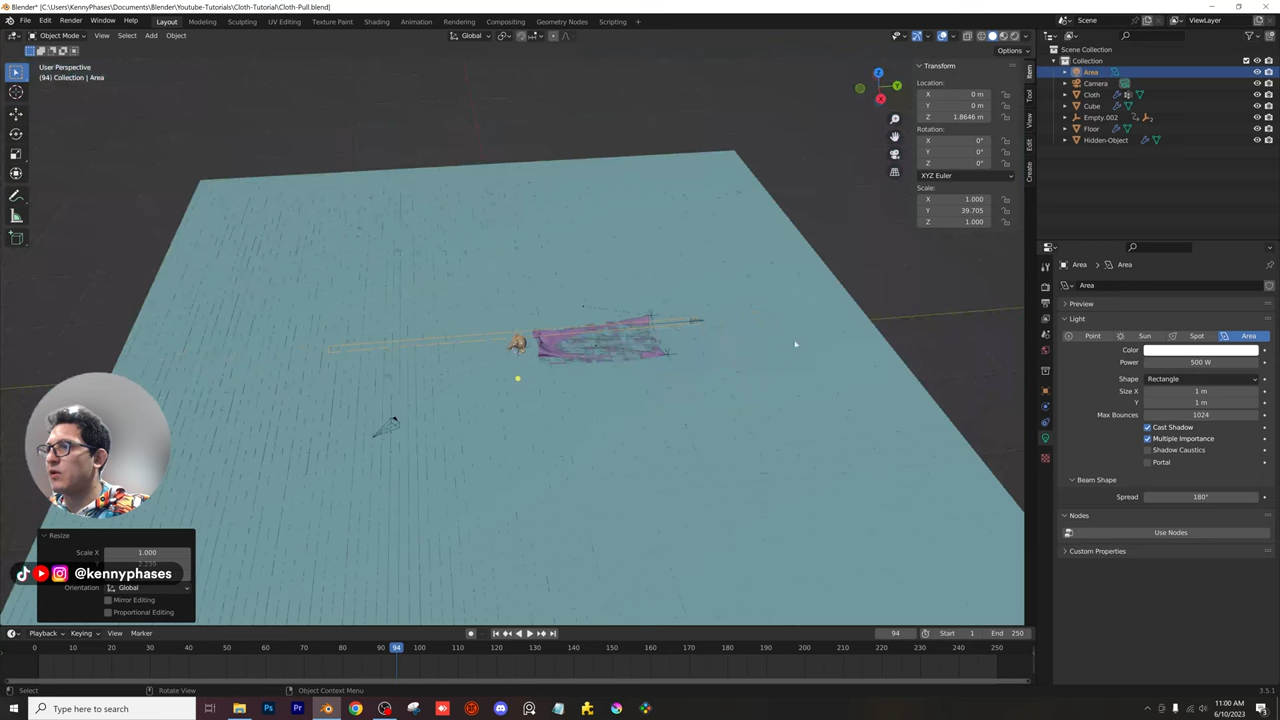 Blender* [C:\Users\KennyPhases\Documents\Blender\Youtube-Tutorials\Cloth-Tutorial\Cloth-Pull.blend]
File Edit Render Window Help Layout Modeling Sculpting UV Editing Texture Paint Shading Animation Rendering Compositing Geometry Nodes Scripting + Scene ViewLayer
Object Mode View Select Add Object Global
Options
User Perspective
(94) Collection | Area
Transform
Location:
X 0 m
Y 0 m
Z 1.8646 m
Rotation:
X 0°
Y 0°
Z 0°
XYZ Euler
Scale:
X 1.000
Y 39.705
Z 1.000
Item
Tool
View
Edit
Create
Scene Collection
Collection
Area
Camera
Cloth
Cube
Empty.002
Floor
Hidden-Object
Area > Area
Area
Preview
Light
Point Sun Spot Area
Color
Power 500 W
Shape Rectangle
Size X 1 m
Y 1 m
Max Bounces 1024
Cast Shadow
Multiple Importance
Shadow Caustics
Portal
Beam Shape
Spread 180°
Nodes
Use Nodes
Custom Properties
Resize
Scale X 1.000
@kennyphases
Orientation Global
Mirror Editing
Proportional Editing
Playback Keying View Marker 94 Start 1 End 250
0 10 20 30 40 50 60 70 80 94 100 110 120 130 140 150 160 170 180 190 200 210 220 230 240 250
Select Rotate View Object Context Menu 3.5.1
Type here to search
11:00 AM
6/10/2023
3